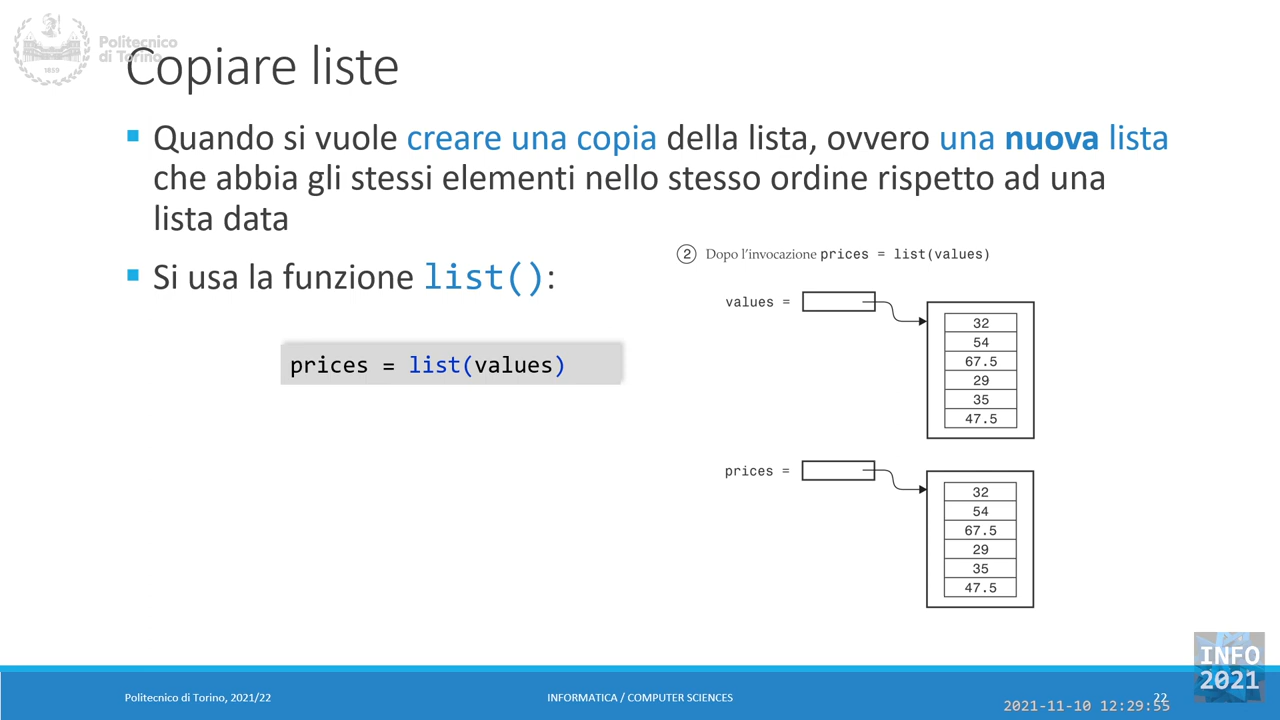 Politecnico
di Torino
1859
Copiare liste
▪ Quando si vuole creare una copia della lista, ovvero una nuova lista
che abbia gli stessi elementi nello stesso ordine rispetto ad una
lista data
▪ Si usa la funzione list():
prices = list(values)
2 Dopo l'invocazione prices = list(values)
values =
32
54
67.5
29
35
47.5
prices =
32
54
67.5
29
35
47.5
Politecnico di Torino, 2021/22
INFORMATICA / COMPUTER SCIENCES
22
INFO
2021
2021-11-10 12:29:55